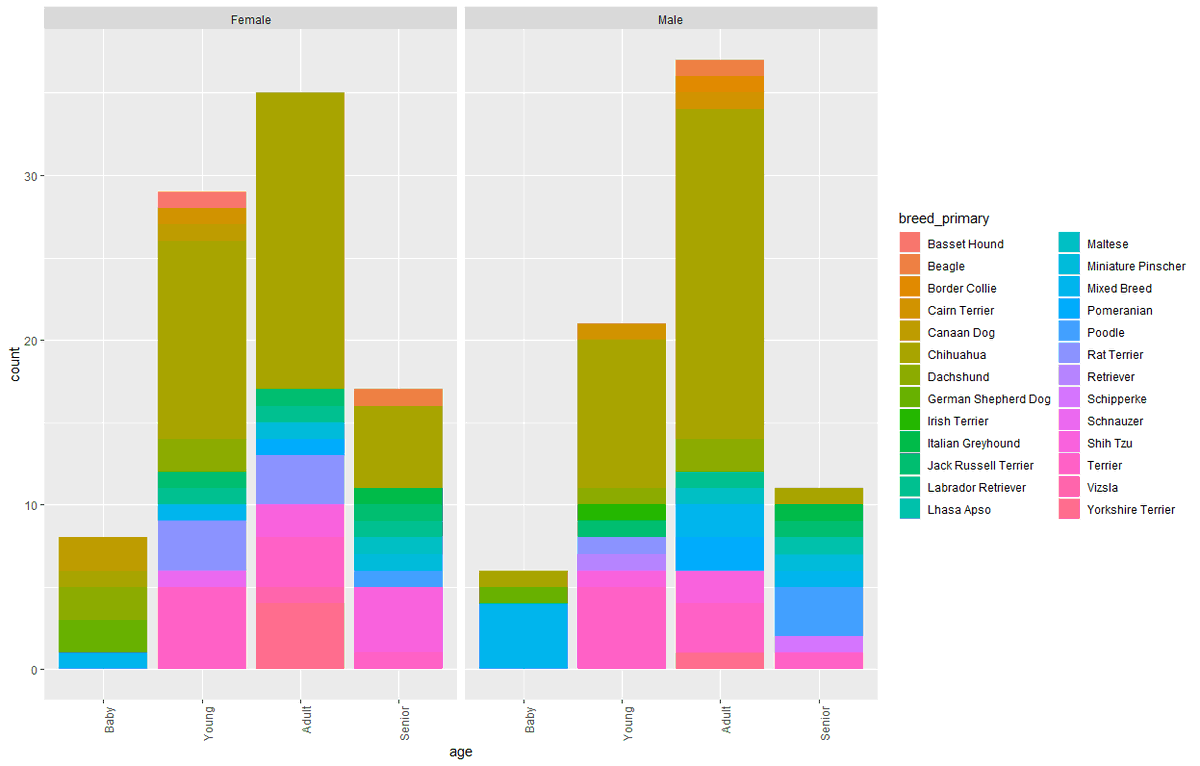 Female
Male
30
20
10
0
count
Baby
Young
Adult
Senior
Baby
Young
Adult
Senior
age
breed_primary
Basset Hound
Beagle
Border Collie
Cairn Terrier
Canaan Dog
Chihuahua
Dachshund
German Shepherd Dog
Irish Terrier
Italian Greyhound
Jack Russell Terrier
Labrador Retriever
Lhasa Apso
Maltese
Miniature Pinscher
Mixed Breed
Pomeranian
Poodle
Rat Terrier
Retriever
Schipperke
Schnauzer
Shih Tzu
Terrier
Vizsla
Yorkshire Terrier